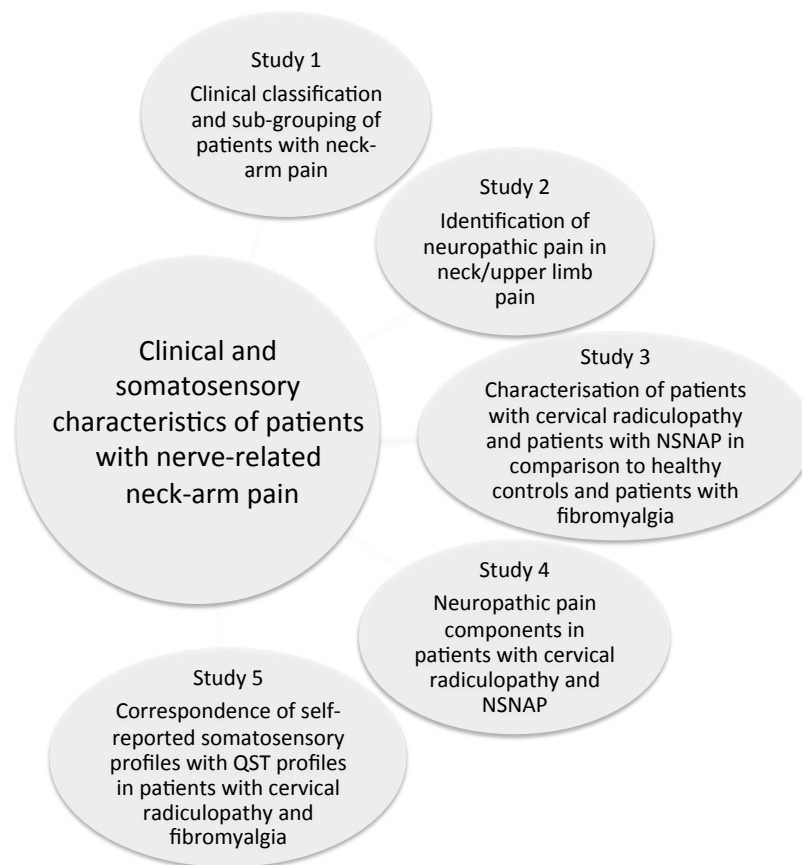 Study 1
Clinical classification
and sub-grouping of
patients with neck-
arm pain
Study 2
Identification of
neuropathic pain in
neck/upper limb
pain
Clinical and
somatosensory
characteristics of patients
with nerve-related
neck-arm pain
Study 3
Characterisation of patients
with cervical radiculopathy
and patients with NSNAP in
comparison to healthy
controls and patients with
fibromyalgia
Study 4
Neuropathic pain
components in
patients with cervical
radiculopathy and
NSNAP
Study 5
Correspondence of self-
reported somatosensory
profiles with QST profiles
in patients with cervical
radiculopathy and
fibromyalgia